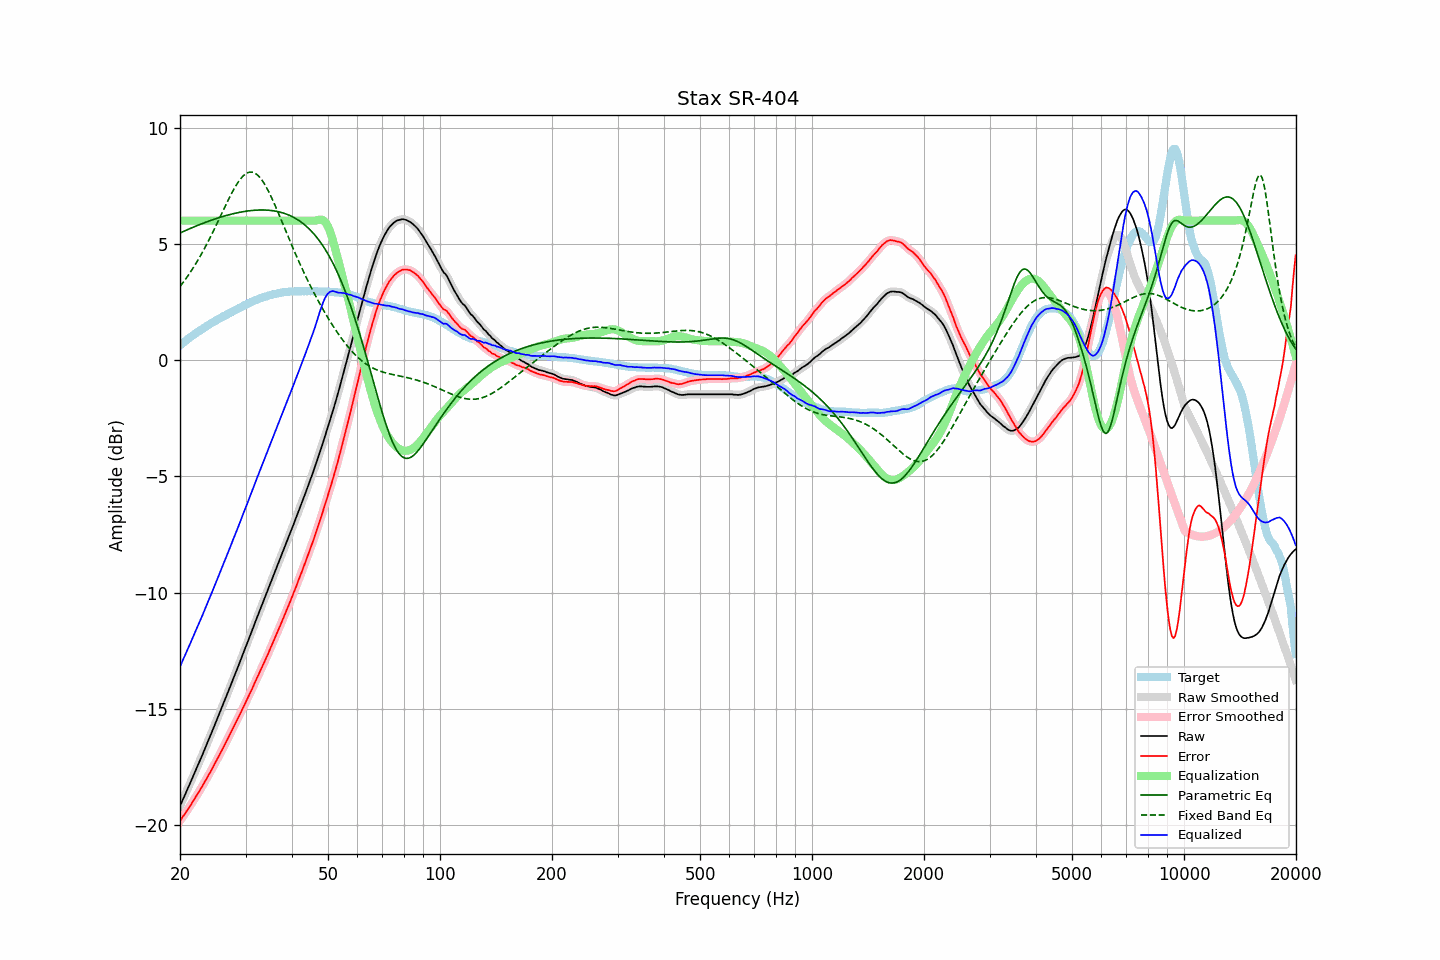 Stax SR-404
10
5
0
−5
−10
−15
−20
Amplitude (dBr)
20
50
100
200
500
1000
2000
5000
10000
20000
Frequency (Hz)
Target
Raw Smoothed
Error Smoothed
Raw
Error
Equalization
Parametric Eq
Fixed Band Eq
Equalized